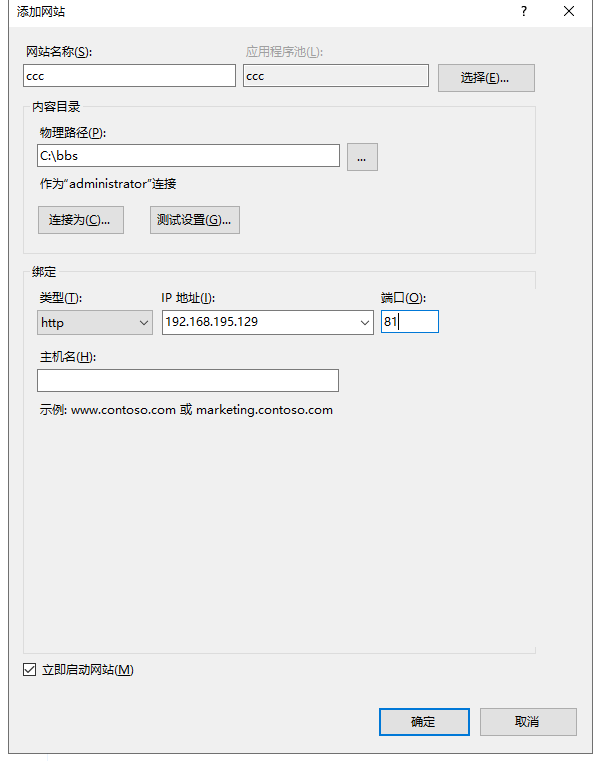 添加网站
?
网站名称(S):
应用程序池(L):
ccc
ccc
选择(E)...
内容目录
物理路径(P):
C:\bbs
...
作为“administrator”连接
连接为(C)...
测试设置(G)...
绑定
类型(T):
IP 地址(I):
端口(O):
http
192.168.195.129
81
主机名(H):
示例: www.contoso.com 或 marketing.contoso.com
立即启动网站(M)
确定
取消